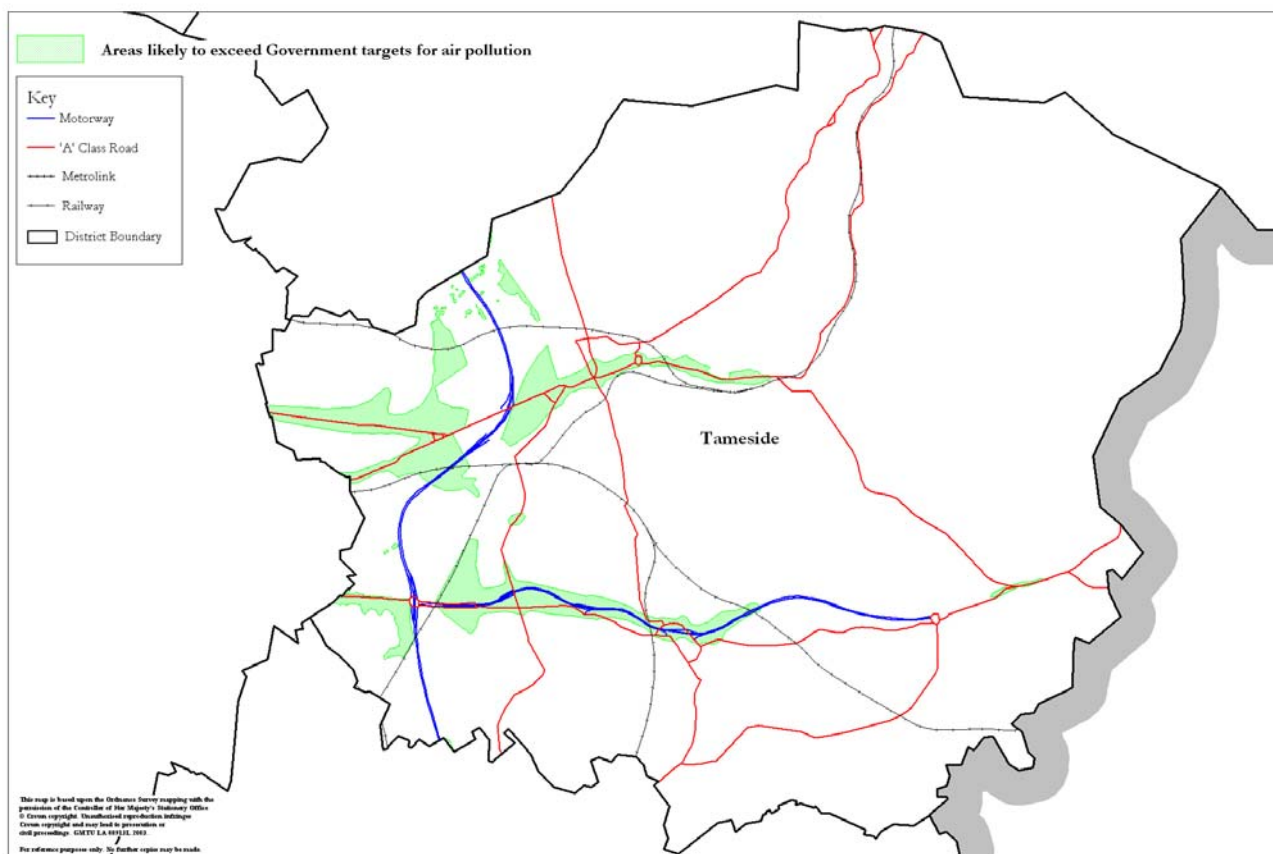 Areas likely to exceed Government targets for air pollution
Key
Motorway
'A' Class Road
Metrolink
Railway
District Boundary
Tameside
This map is based upon the Ordnance Survey mapping with the
permission of the Controller of Her Majesty's Stationery Office
© Crown copyright. Unauthorised reproduction infringes
Crown copyright and may lead to prosecution or
civil proceedings. GMTU LA 2003.
For reference purposes only. No further copies may be made.